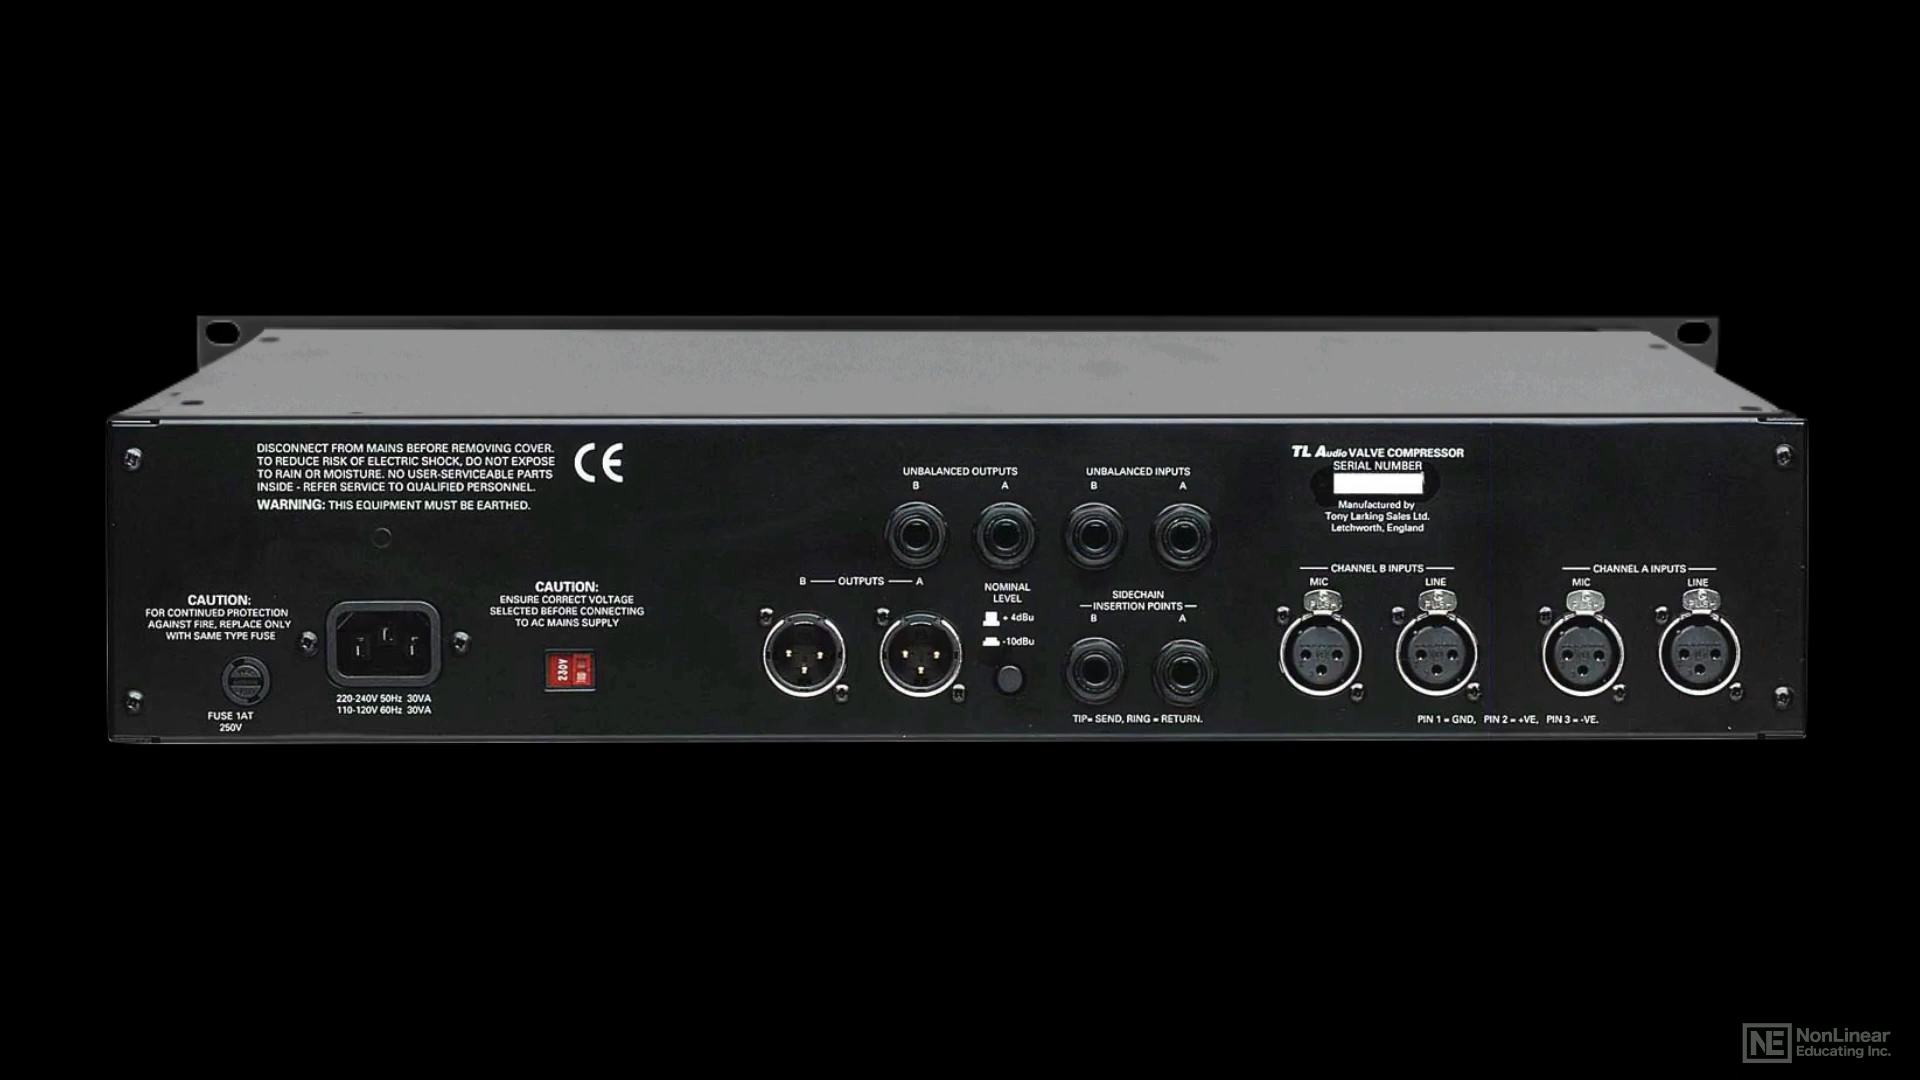 DISCONNECT FROM MAINS BEFORE REMOVING COVER.
TO REDUCE RISK OF ELECTRIC SHOCK, DO NOT EXPOSE
TO RAIN OR MOISTURE. NO USER-SERVICEABLE PARTS
INSIDE - REFER SERVICE TO QUALIFIED PERSONNEL.
WARNING: THIS EQUIPMENT MUST BE EARTHED.
CE
CAUTION:
FOR CONTINUED PROTECTION
AGAINST FIRE, REPLACE ONLY
WITH SAME TYPE FUSE
FUSE 1AT
250V
220-240V 50Hz 30VA
110-120V 60Hz 30VA
CAUTION:
ENSURE CORRECT VOLTAGE
SELECTED BEFORE CONNECTING
TO AC MAINS SUPPLY
230V
UNBALANCED OUTPUTS
B A
UNBALANCED INPUTS
B A
B OUTPUTS A
NOMINAL
LEVEL
+ 4dBu
-10dBu
SIDECHAIN
INSERTION POINTS
B A
TIP= SEND, RING = RETURN.
TL Audio VALVE COMPRESSOR
SERIAL NUMBER
Manufactured by
Tony Larking Sales Ltd.
Letchworth, England
CHANNEL B INPUTS
MIC LINE
PUSH PUSH
CHANNEL A INPUTS
MIC LINE
PUSH PUSH
PIN 1 = GND, PIN 2 = +VE, PIN 3 = -VE.
NE NonLinear
Educating Inc.